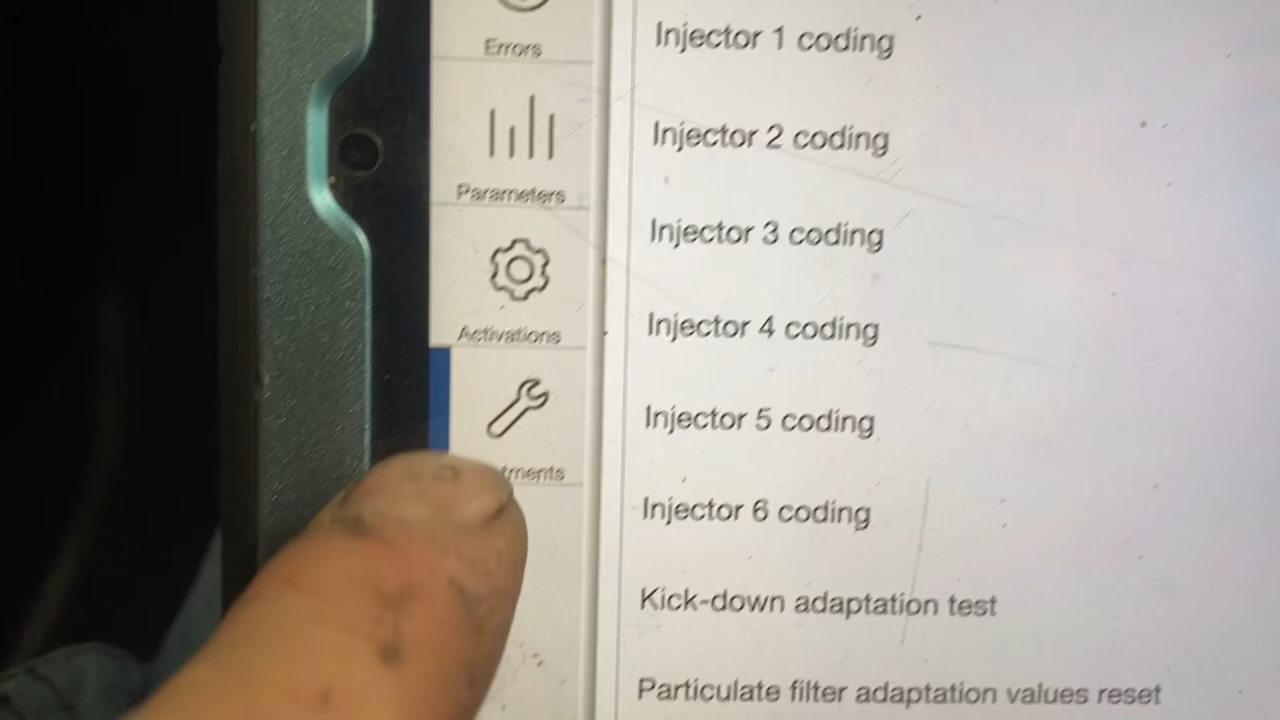 Errors
Parameters
Activations
tments
Injector 1 coding
Injector 2 coding
Injector 3 coding
Injector 4 coding
Injector 5 coding
Injector 6 coding
Kick-down adaptation test
Particulate filter adaptation values reset